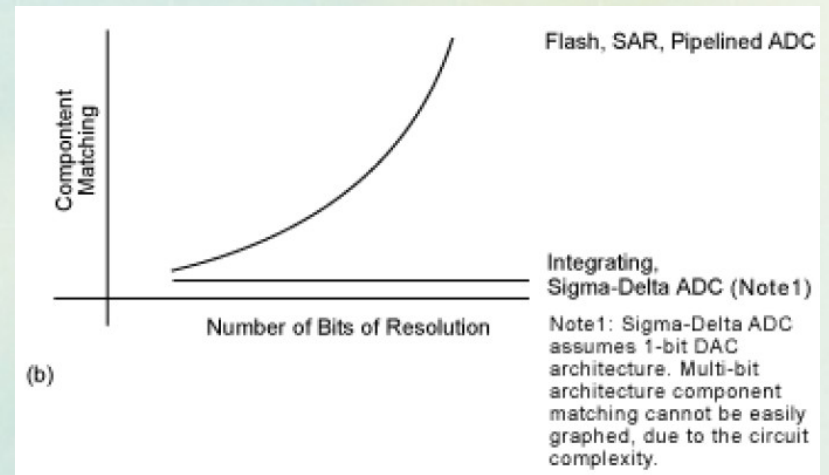 Compontent
Matching
Flash, SAR, Pipelined ADC
Integrating,
Sigma-Delta ADC (Note1)
Number of Bits of Resolution
Note1: Sigma-Delta ADC
assumes 1-bit DAC
architecture. Multi-bit
architecture component
matching cannot be easily
graphed, due to the circuit
complexity.
(b)